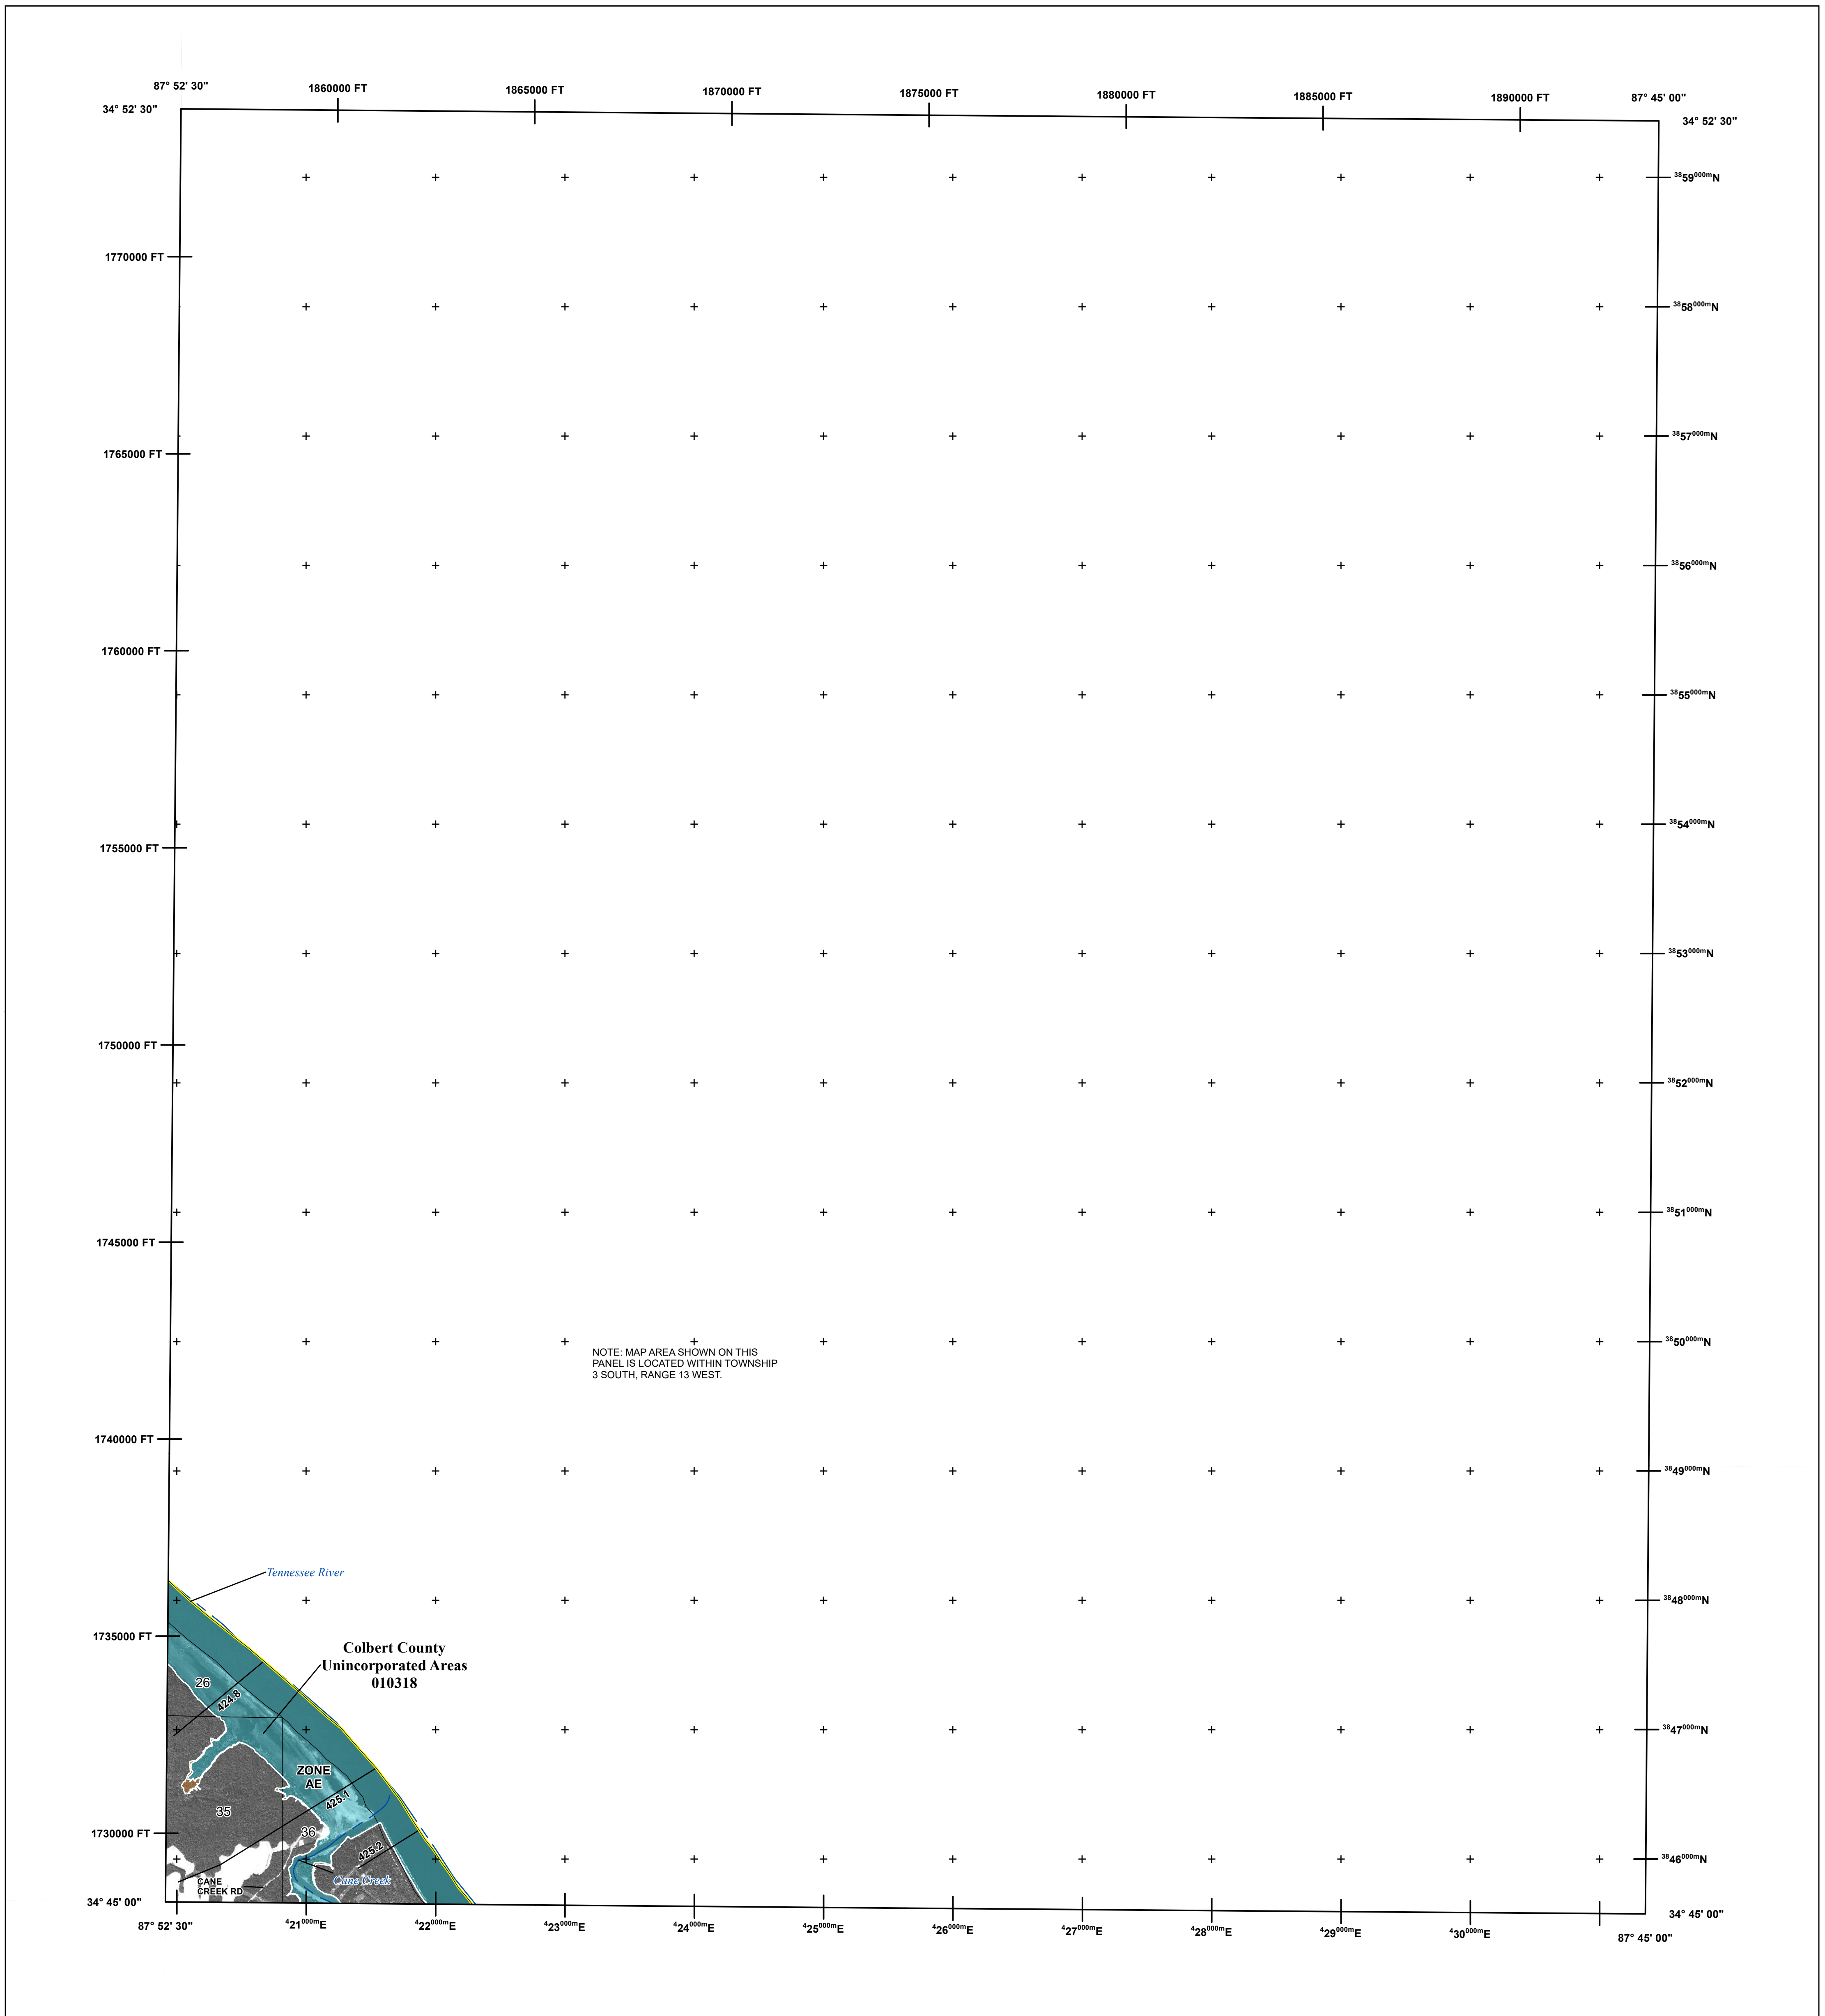 87° 52' 30"
1860000 FT
1865000 FT
1870000 FT
1875000 FT
1880000 FT
1885000 FT
1890000 FT
87° 45' 00"
34° 52' 30"
34° 52' 30"
3859000mN
1770000 FT
3858000mN
3857000mN
1765000 FT
3856000mN
1760000 FT
3855000mN
3854000mN
1755000 FT
3853000mN
1750000 FT
3852000mN
3851000mN
1745000 FT
3850000mN
NOTE: MAP AREA SHOWN ON THIS
PANEL IS LOCATED WITHIN TOWNSHIP
3 SOUTH, RANGE 13 WEST.
1740000 FT
3849000mN
Tennessee River
3848000mN
1735000 FT
Colbert County
Unincorporated Areas
010318
26
424.8
3847000mN
ZONE
AE
425.1
35
36
1730000 FT
425.2
3846000mN
Cane Creek
CANE
CREEK RD
34° 45' 00"
34° 45' 00"
87° 52' 30"
421000mE
422000mE
423000mE
424000mE
425000mE
426000mE
427000mE
428000mE
429000mE
430000mE
87° 45' 00"